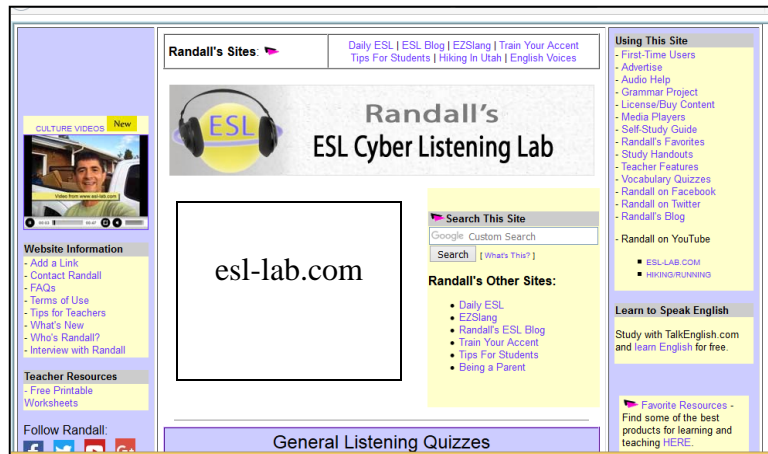 CULTURE VIDEOS New
Video from www.esl-lab.com
Website Information
- Add a Link
- Contact Randall
- FAQs
- Terms of Use
- Tips for Teachers
- What's New
- Who's Randall?
- Interview with Randall
Teacher Resources
- Free Printable
Worksheets
Follow Randall:
Randall's Sites:
Daily ESL | ESL Blog | EZSlang | Train Your Accent
Tips For Students | Hiking In Utah | English Voices
ESL
Randall's
ESL Cyber Listening Lab
esl-lab.com
Search This Site
Google Custom Search
Search [ What's This? ]
Randall's Other Sites:
Daily ESL
EZSlang
Randall's ESL Blog
Train Your Accent
Tips For Students
Being a Parent
General Listening Quizzes
Using This Site
- First-Time Users
- Advertise
- Audio Help
- Grammar Project
- License/Buy Content
- Media Players
- Self-Study Guide
- Randall's Favorites
- Study Handouts
- Teacher Features
- Vocabulary Quizzes
- Randall on Facebook
- Randall on Twitter
- Randall's Blog
- Randall on YouTube
ESL-LAB.COM
HIKING/RUNNING
Learn to Speak English
Study with TalkEnglish.com
and learn English for free.
Favorite Resources -
Find some of the best
products for learning and
teaching HERE.